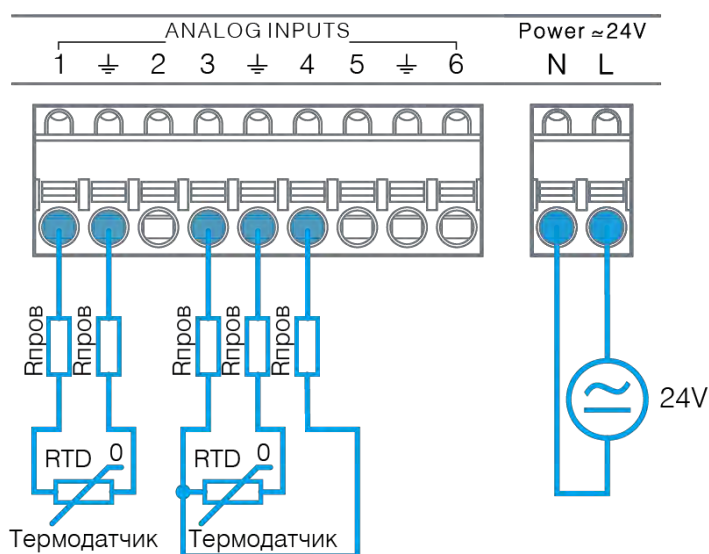 ANALOG INPUTS
Power ≃24V
1 ⏚ 2 3 ⏚ 4 5 ⏚ 6
N L
Rпров
Rпров
Rпров
Rпров
Rпров
24V
RTD 0
RTD 0
Термодатчик
Термодатчик